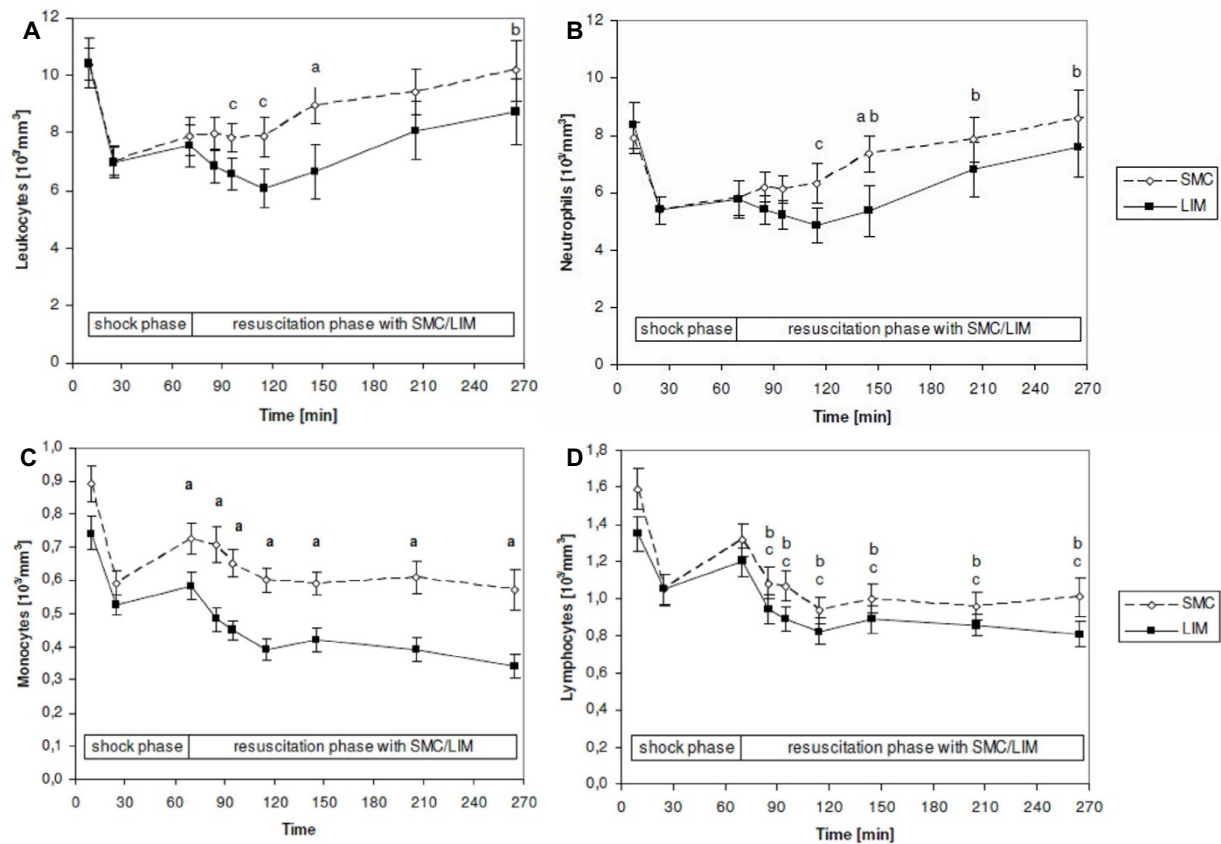 A
12
10
8
6
4
2
0
Leukocytes [10³/mm³]
c
c
a
b
shock phase
resuscitation phase with SMC/LIM
0 30 60 90 120 150 180 210 240 270
Time [min]
B
12
10
8
6
4
2
0
Neutrophils [10³/mm³]
c
a b
b
b
shock phase
resuscitation phase with SMC/LIM
0 30 60 90 120 150 180 210 240 270
Time [min]
SMC
LIM
C
1,0
0,9
0,8
0,7
0,6
0,5
0,4
0,3
0,2
0,1
0,0
Monocytes [10³/mm³]
a
a
a
a
a
a
a
shock phase
resuscitation phase with SMC/LIM
0 30 60 90 120 150 180 210 240 270
Time
D
1,8
1,6
1,4
1,2
1,0
0,8
0,6
0,4
0,2
0,0
Lymphocytes [10³/mm³]
b b b b b b
c c c c c c
shock phase
resuscitation phase with SMC/LIM
0 30 60 90 120 150 180 210 240 270
Time [min]
SMC
LIM